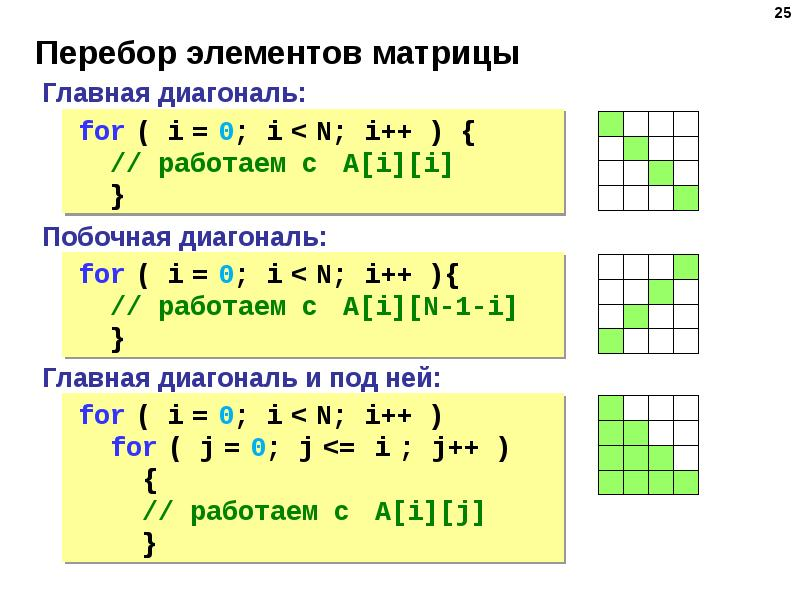 25
Перебор элементов матрицы
Главная диагональ:
for ( i = 0; i < N; i++ ) {
// работаем с A[i][i]
}
Побочная диагональ:
for ( i = 0; i < N; i++ ){
// работаем с A[i][N-1-i]
}
Главная диагональ и под ней:
for ( i = 0; i < N; i++ )
for ( j = 0; j <= i ; j++ )
{
// работаем с A[i][j]
}